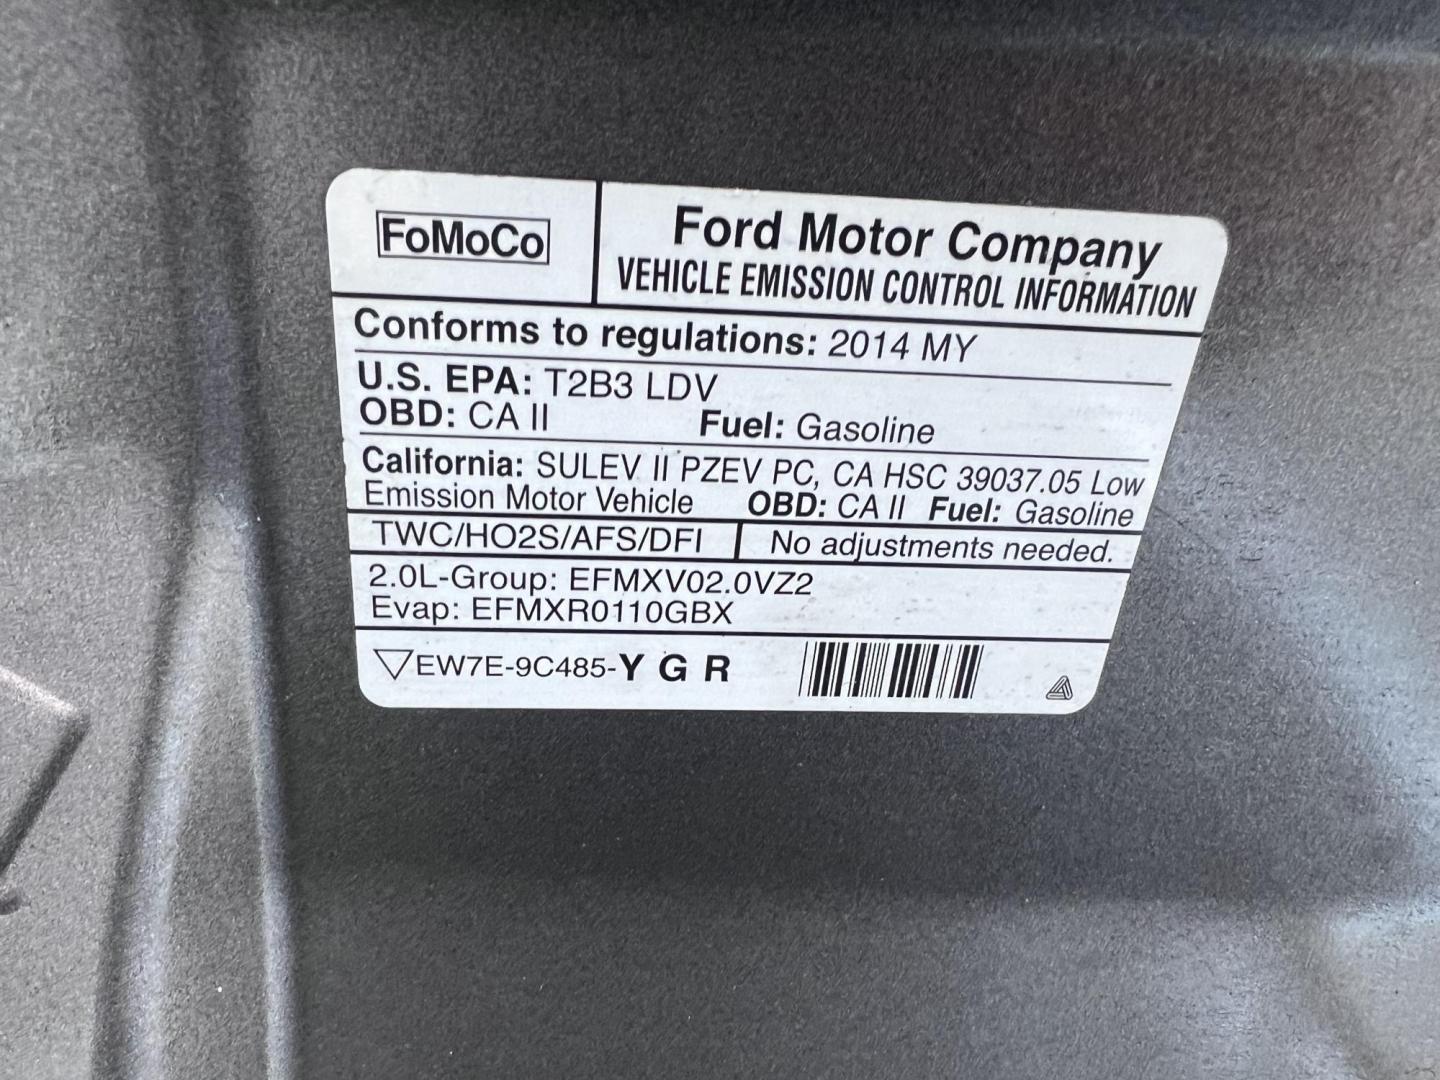 FoMoCo
Ford Motor Company
VEHICLE EMISSION CONTROL INFORMATION
Conforms to regulations: 2014 MY
U.S. EPA: T2B3 LDV
OBD: CA II Fuel: Gasoline
California: SULEV II PZEV PC, CA HSC 39037.05 Low
Emission Motor Vehicle OBD: CA II Fuel: Gasoline
TWC/HO2S/AFS/DFI No adjustments needed.
2.0L-Group: EFMXV02.0VZ2
Evap: EFMXR0110GBX
EW7E-9C485-Y G R